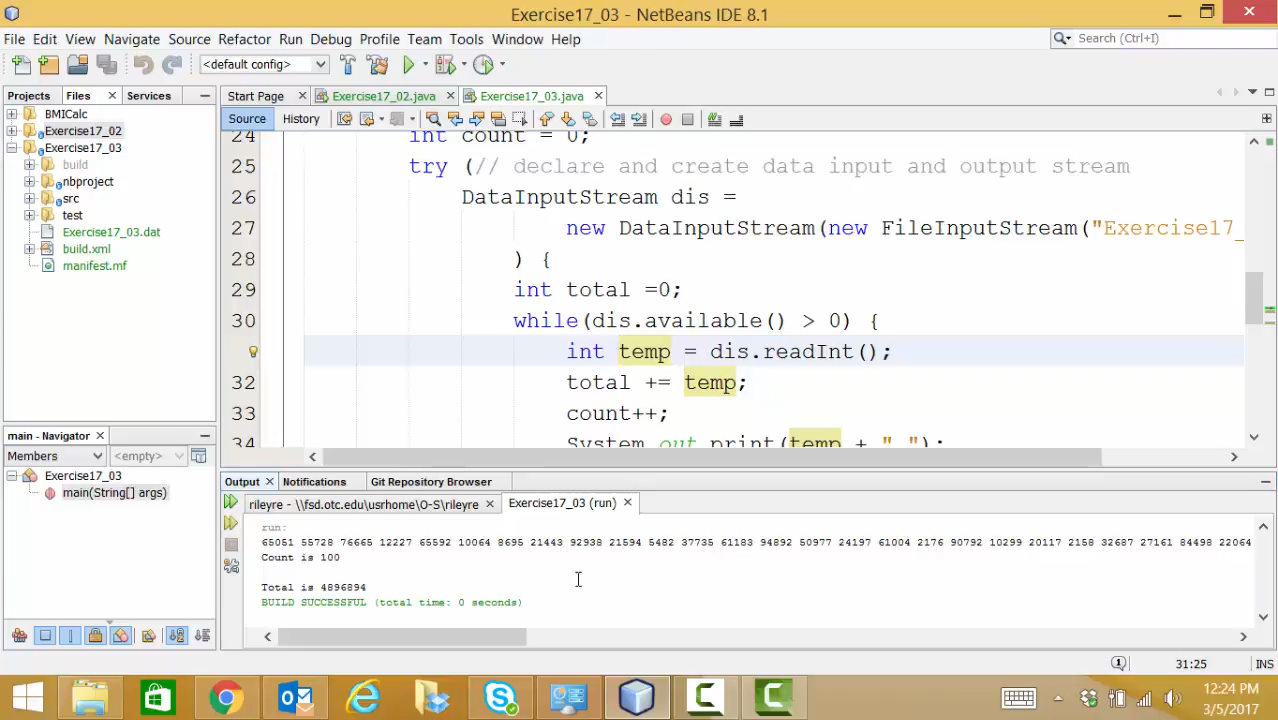 Exercise17_03 - NetBeans IDE 8.1
File Edit View Navigate Source Refactor Run Debug Profile Team Tools Window Help
Search (Ctrl+I)
<default config>
Projects Files Services
Start Page Exercise17_02.java Exercise17_03.java
Source History
BMICalc
Exercise17_02
Exercise17_03
build
nbproject
src
test
Exercise17_03.dat
build.xml
manifest.mf
24 int count = 0;
25 try (// declare and create data input and output stream
26 DataInputStream dis =
27 new DataInputStream(new FileInputStream("Exercise17_
28 ) {
29 int total =0;
30 while(dis.available() > 0) {
int temp = dis.readInt();
32 total += temp;
33 count++;
34 System.out.print(temp + " ");
main - Navigator
Members <empty>
Exercise17_03
main(String[] args)
Output Notifications Git Repository Browser
rileyre - \\fsd.otc.edu\usrhome\O-S\rileyre Exercise17_03 (run)
run:
65051 55728 76665 12227 65592 10064 8695 21443 92938 21594 5482 37735 61183 94892 50977 24197 61004 2176 90792 10299 20117 2158 32687 27161 84498 22064
Count is 100
Total is 4896894
BUILD SUCCESSFUL (total time: 0 seconds)
1 31:25 INS
12:24 PM
3/5/2017